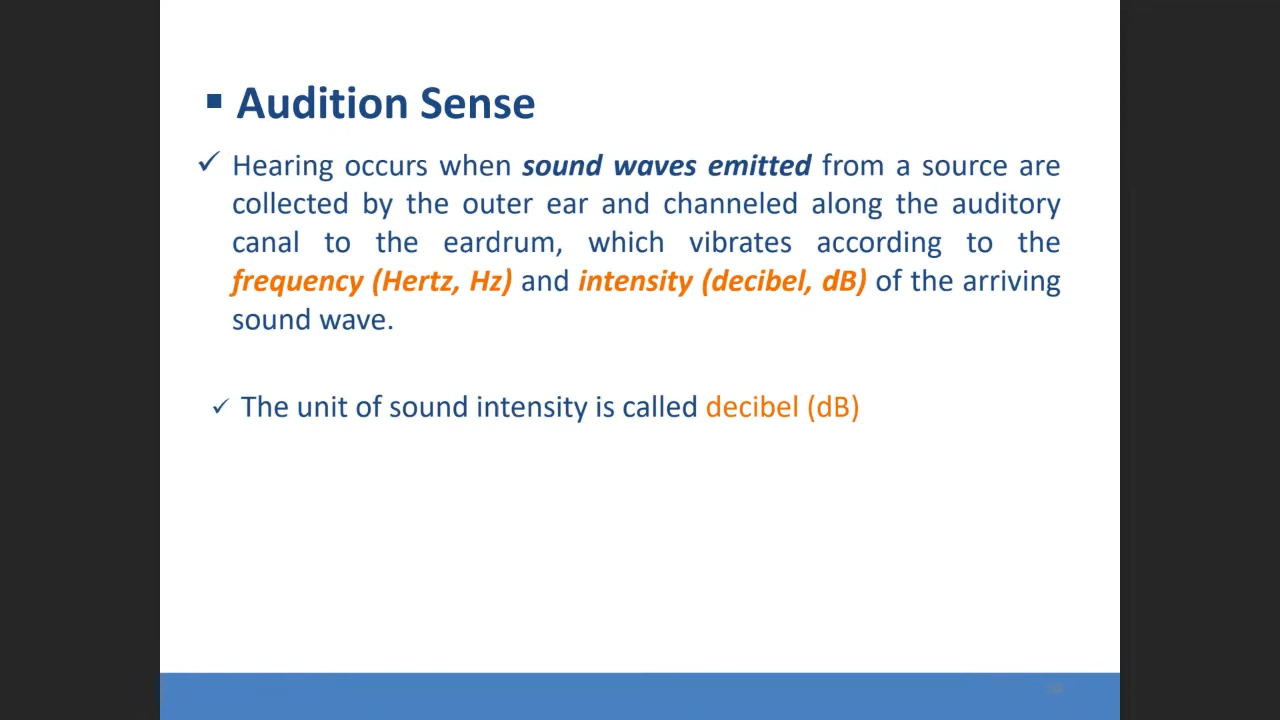 ▪ Audition Sense
✓ Hearing occurs when sound waves emitted from a source are
collected by the outer ear and channeled along the auditory
canal to the eardrum, which vibrates according to the
frequency (Hertz, Hz) and intensity (decibel, dB) of the arriving
sound wave.
✓ The unit of sound intensity is called decibel (dB)